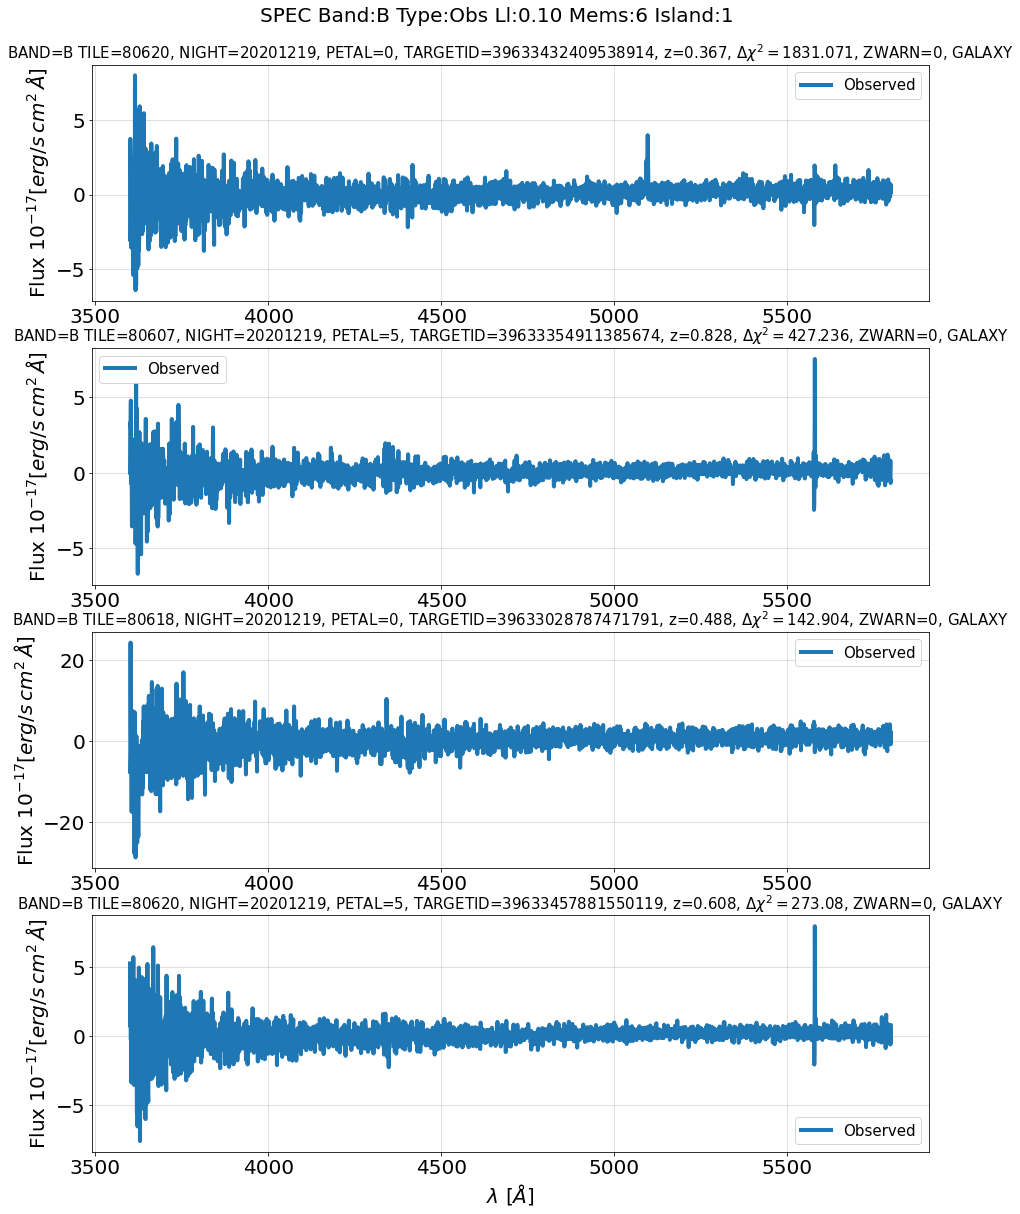 SPEC Band:B Type:Obs Ll:0.10 Mems:6 Island:1
BAND=B TILE=80620, NIGHT=20201219, PETAL=0, TARGETID=39633432409538914, z=0.367, Δχ² = 1831.071, ZWARN=0, GALAXY
Flux 10⁻¹⁷[erg/s cm² Å]
5
0
−5
Observed
3500 4000 4500 5000 5500
BAND=B TILE=80607, NIGHT=20201219, PETAL=5, TARGETID=39633354911385674, z=0.828, Δχ² = 427.236, ZWARN=0, GALAXY
Flux 10⁻¹⁷[erg/s cm² Å]
5
0
−5
Observed
3500 4000 4500 5000 5500
BAND=B TILE=80618, NIGHT=20201219, PETAL=0, TARGETID=39633028787471791, z=0.488, Δχ² = 142.904, ZWARN=0, GALAXY
Flux 10⁻¹⁷[erg/s cm² Å]
20
0
−20
Observed
3500 4000 4500 5000 5500
BAND=B TILE=80620, NIGHT=20201219, PETAL=5, TARGETID=39633457881550119, z=0.608, Δχ² = 273.08, ZWARN=0, GALAXY
Flux 10⁻¹⁷[erg/s cm² Å]
5
0
−5
Observed
3500 4000 4500 5000 5500
λ [Å]